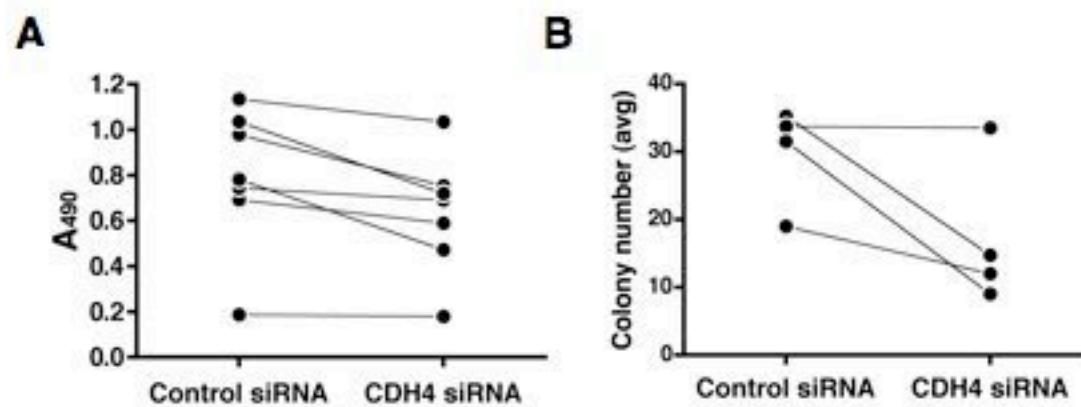 A
B
A490
1.2
1.0
0.8
0.6
0.4
0.2
0.0
Control siRNA
CDH4 siRNA
Colony number (avg)
40
30
20
10
0
Control siRNA
CDH4 siRNA